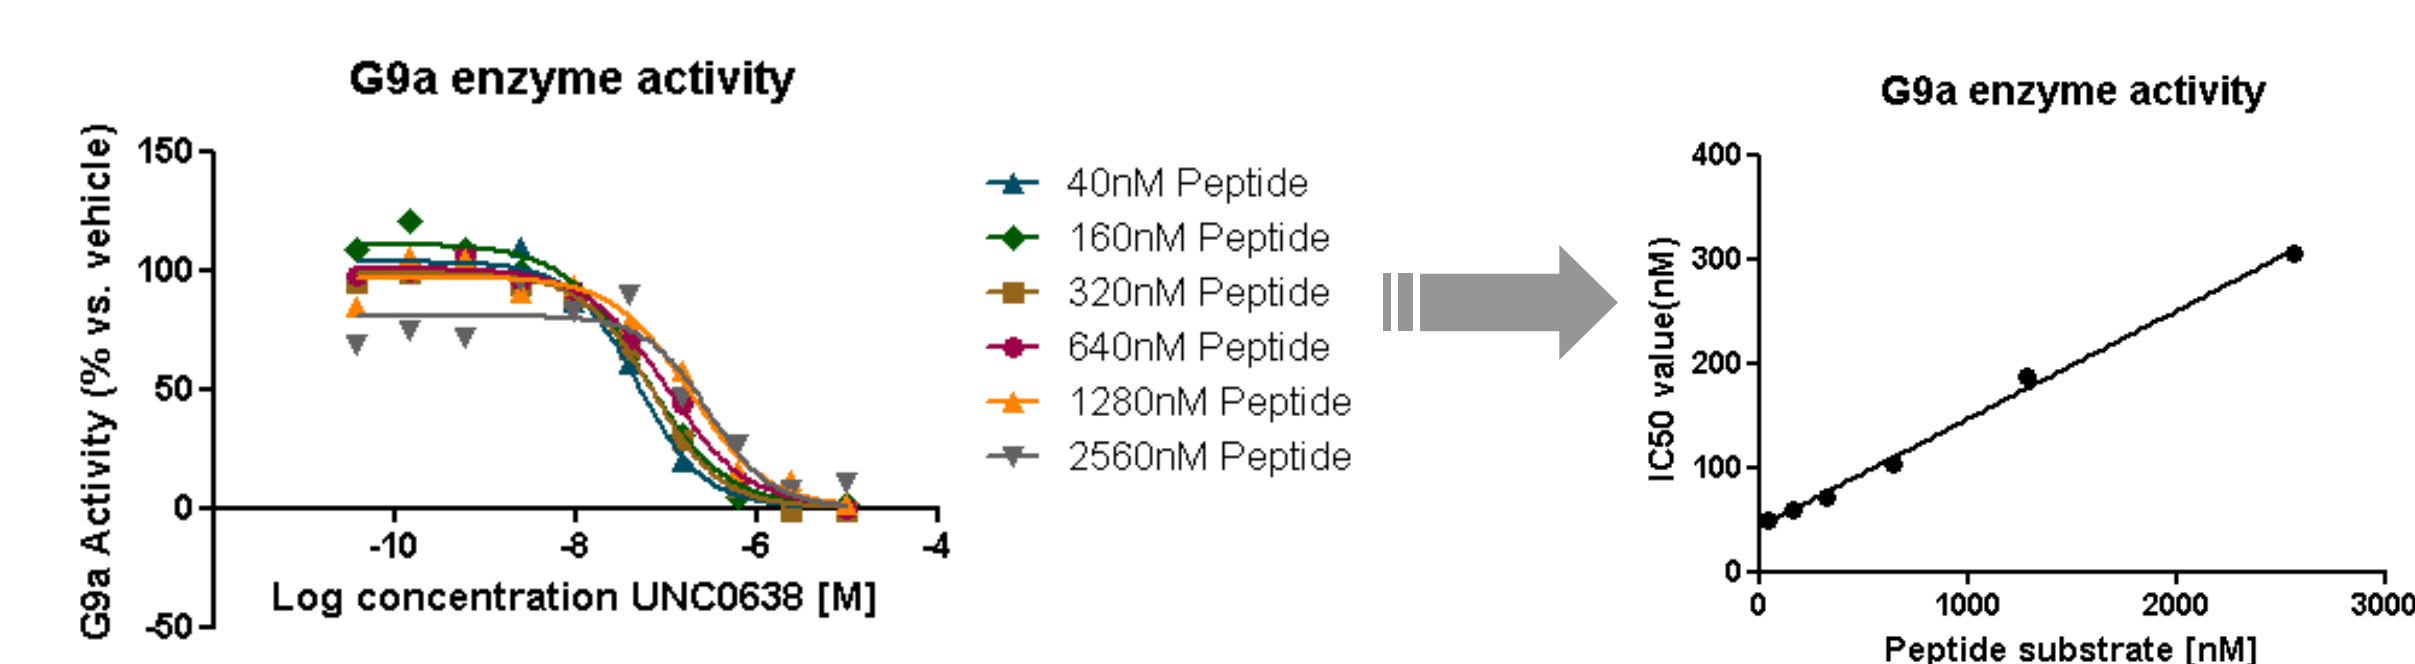 G9a enzyme activity
G9a Activity (% vs. vehicle)
150
100
50
0
-50
-10
-8
-6
-4
Log concentration UNC0638 [M]
40nM Peptide
160nM Peptide
320nM Peptide
640nM Peptide
1280nM Peptide
2560nM Peptide
G9a enzyme activity
IC50 value(nM)
400
300
200
100
0
0
1000
2000
3000
Peptide substrate [nM]